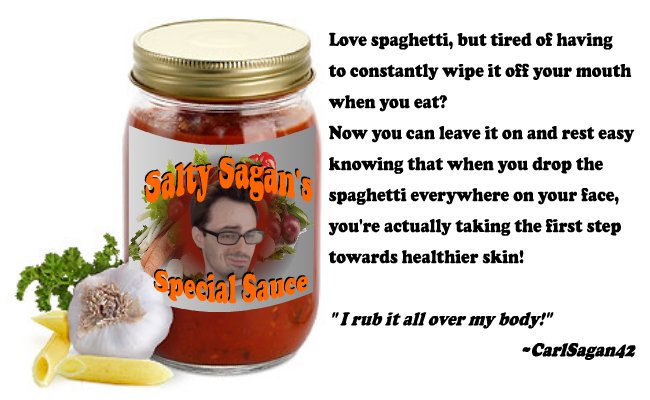 Salty Sagan's
Special Sauce
Love spaghetti, but tired of having
to constantly wipe it off your mouth
when you eat?
Now you can leave it on and rest easy
knowing that when you drop the
spaghetti everywhere on your face,
you're actually taking the first step
towards healthier skin!
"I rub it all over my body!"
~CarlSagan42